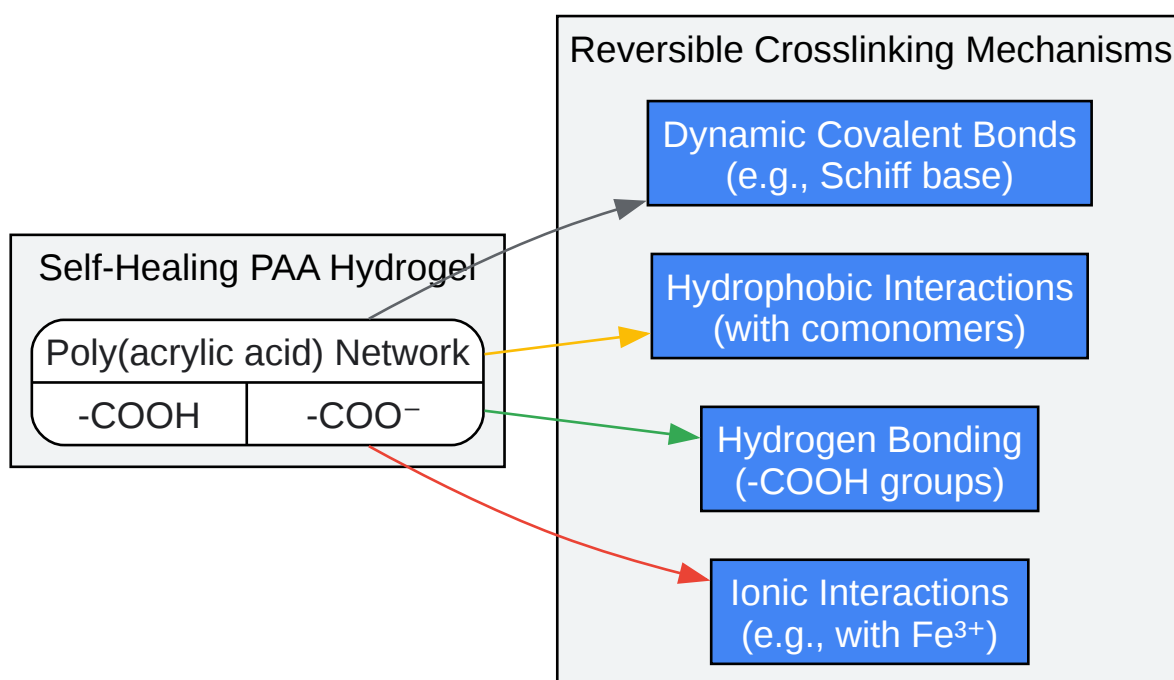 Reversible Crosslinking Mechanisms
Dynamic Covalent Bonds
(e.g., Schiff base)
Self-Healing PAA Hydrogel
Hydrophobic Interactions
(with comonomers)
Poly(acrylic acid) Network
-COOH
-COO⁻
Hydrogen Bonding
(-COOH groups)
Ionic Interactions
(e.g., with Fe³⁺)